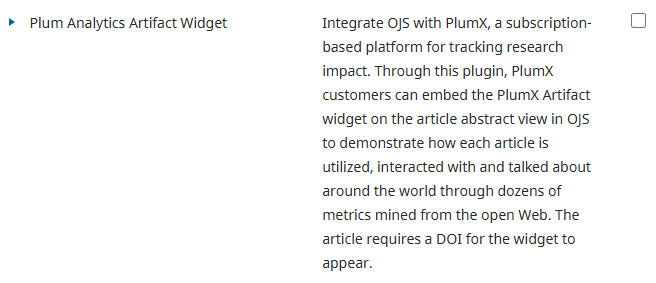 Plum Analytics Artifact Widget
Integrate OJS with PlumX, a subscription-
based platform for tracking research
impact. Through this plugin, PlumX
customers can embed the PlumX Artifact
widget on the article abstract view in OJS
to demonstrate how each article is
utilized, interacted with and talked about
around the world through dozens of
metrics mined from the open Web. The
article requires a DOI for the widget to
appear.